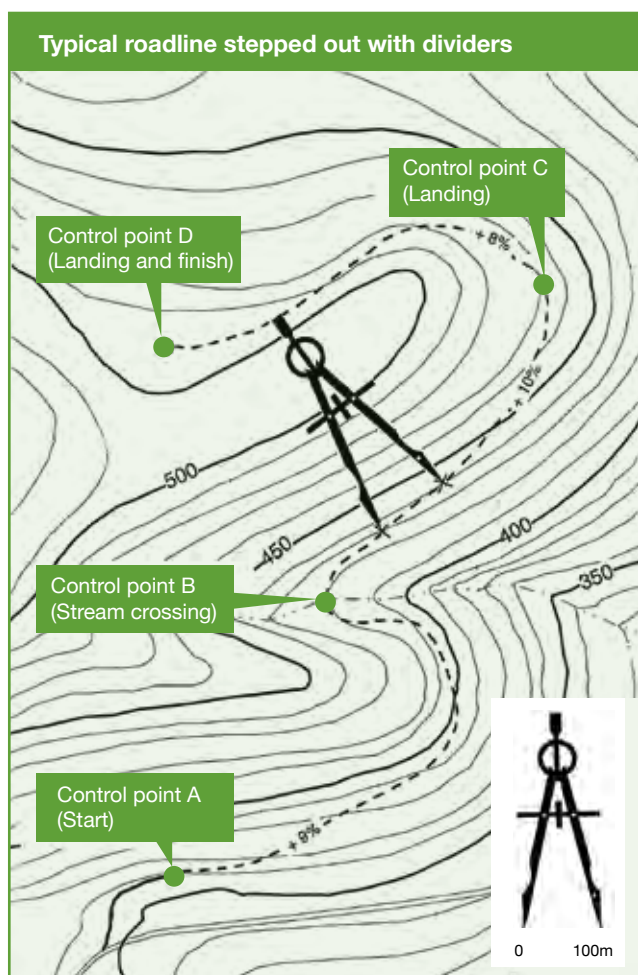 Typical roadline stepped out with dividers
Control point C
(Landing)
+ 8%
Control point D
(Landing and finish)
+ 10%
500
450
400
350
Control point B
(Stream crossing)
Control point A
(Start)
+ 9%
0 100m